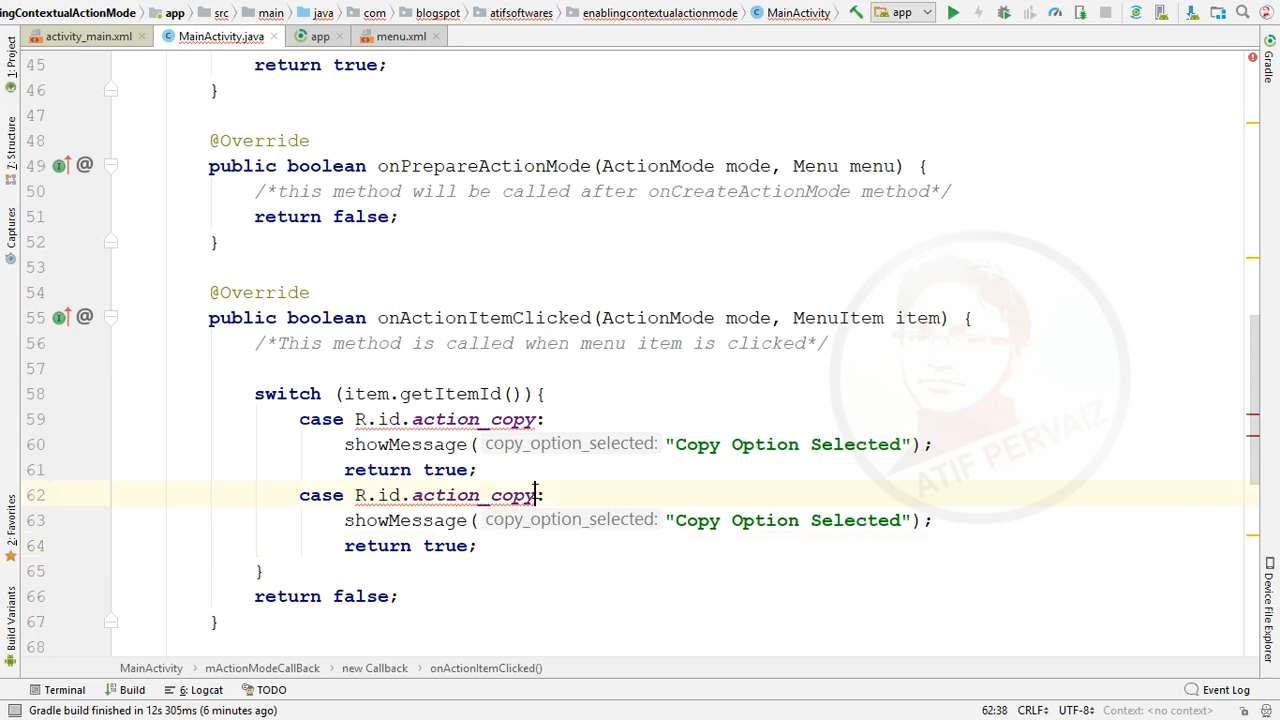 ngContextualActionMode app src main java com blogspot atifsoftwares enablingcontextualactionmode MainActivity app
activity_main.xml MainActivity.java app menu.xml
1: Project
Z: Structure
Captures
2: Favorites
Build Variants
Gradle
Device File Explorer
45 return true;
46 }
47
48 @Override
49 @ public boolean onPrepareActionMode(ActionMode mode, Menu menu) {
50 /*this method will be called after onCreateActionMode method*/
51 return false;
52 }
53
54 @Override
55 @ public boolean onActionItemClicked(ActionMode mode, MenuItem item) {
56 /*This method is called when menu item is clicked*/
57
58 switch (item.getItemId()){
59 case R.id.action_copy:
60 showMessage( copy_option_selected: "Copy Option Selected");
61 return true;
62 case R.id.action_copy:
63 showMessage( copy_option_selected: "Copy Option Selected");
64 return true;
65 }
66 return false;
67 }
68
ATIF PERVAIZ
MainActivity mActionModeCallBack new Callback onActionItemClicked()
Terminal Build 6: Logcat TODO Event Log
Gradle build finished in 12s 305ms (6 minutes ago) 62:38 CRLF÷ UTF-8÷ Context: <no context>